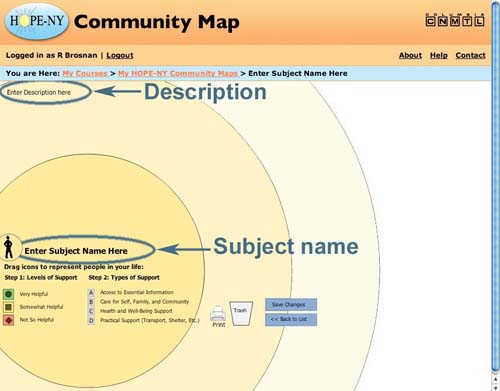 HOPE-NY Community Map
COLUMBIA
CNMTL
Logged in as R Brosnan | Logout
About Help Contact
You are Here: My Courses > My HOPE-NY Community Maps > Enter Subject Name Here
Enter Description here
Description
Enter Subject Name Here
Subject name
Drag icons to represent people in your life:
Step 1: Levels of Support Step 2: Types of Support
Very Helpful A Access to Essential Information
Somewhat Helpful B Care for Self, Family, and Community
Not So Helpful C Health and Well-Being Support
D Practical Support (Transport, Shelter, Etc.)
Print
Trash
Save Changes
<< Back to List